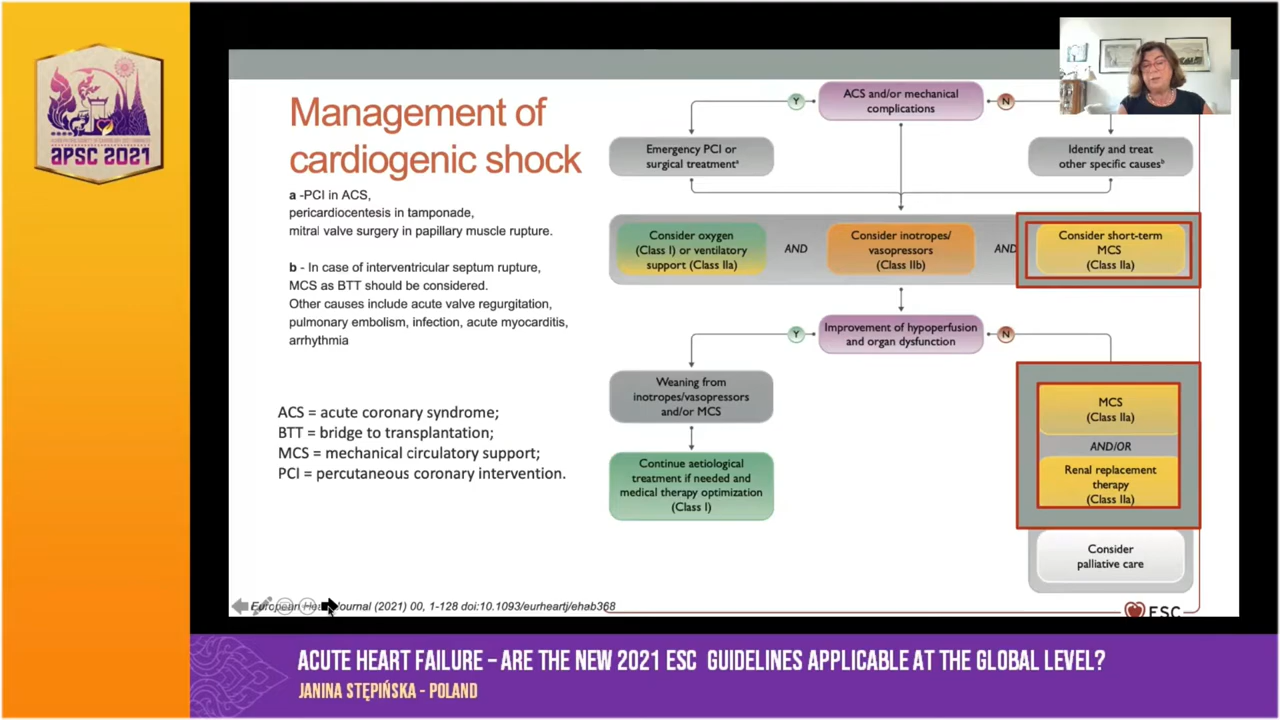 APSC 2021
Management of
cardiogenic shock
a -PCI in ACS,
pericardiocentesis in tamponade,
mitral valve surgery in papillary muscle rupture.
b - In case of interventricular septum rupture,
MCS as BTT should be considered.
Other causes include acute valve regurgitation,
pulmonary embolism, infection, acute myocarditis,
arrhythmia
ACS = acute coronary syndrome;
BTT = bridge to transplantation;
MCS = mechanical circulatory support;
PCI = percutaneous coronary intervention.
ACS and/or mechanical
complications
Y
N
Emergency PCI or
surgical treatmentᵃ
Identify and treat
other specific causesᵇ
Consider oxygen
(Class I) or ventilatory
support (Class IIa)
AND
Consider inotropes/
vasopressors
(Class IIb)
AND
Consider short-term
MCS
(Class IIa)
Improvement of hypoperfusion
and organ dysfunction
Y
N
Weaning from
inotropes/vasopressors
and/or MCS
Continue aetiological
treatment if needed and
medical therapy optimization
(Class I)
MCS
(Class IIa)
AND/OR
Renal replacement
therapy
(Class IIa)
Consider
palliative care
European Heart Journal (2021) 00, 1-128 doi:10.1093/eurheartj/ehab368
ESC
ACUTE HEART FAILURE – ARE THE NEW 2021 ESC GUIDELINES APPLICABLE AT THE GLOBAL LEVEL?
JANINA STĘPIŃSKA - POLAND